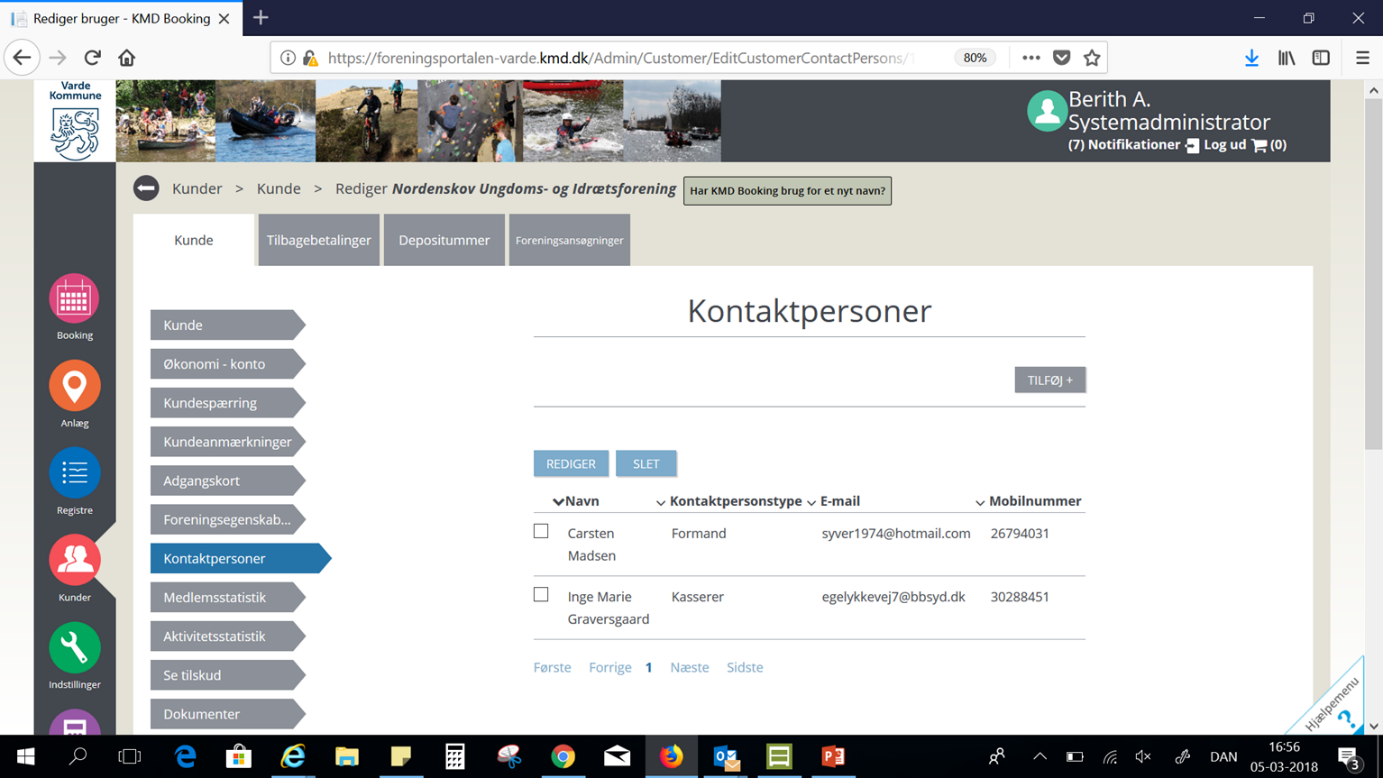 Rediger bruger - KMD Booking
https://foreningsportalen-varde.kmd.dk/Admin/Customer/EditCustomerContactPersons/
80%
Varde
Kommune
Berith A.
Systemadministrator
(7) Notifikationer Log ud (0)
Kunder > Kunde > Rediger Nordenskov Ungdoms- og Idrætsforening Har KMD Booking brug for et nyt navn?
Kunde Tilbagebetalinger Depositummer Foreningsansøgninger
Booking
Anlæg
Registre
Kunder
Indstillinger
Kunde
Økonomi - konto
Kundespærring
Kundeanmærkninger
Adgangskort
Foreningsegenskab...
Kontaktpersoner
Medlemsstatistik
Aktivitetsstatistik
Se tilskud
Dokumenter
Kontaktpersoner
TILFØJ +
REDIGER SLET
Navn Kontaktpersonstype E-mail Mobilnummer
Carsten Formand syver1974@hotmail.com 26794031
Madsen
Inge Marie Kasserer egelykkevej7@bbsyd.dk 30288451
Graversgaard
Første Forrige 1 Næste Sidste
Hjælpemenu
?
DAN
16:56
05-03-2018
3